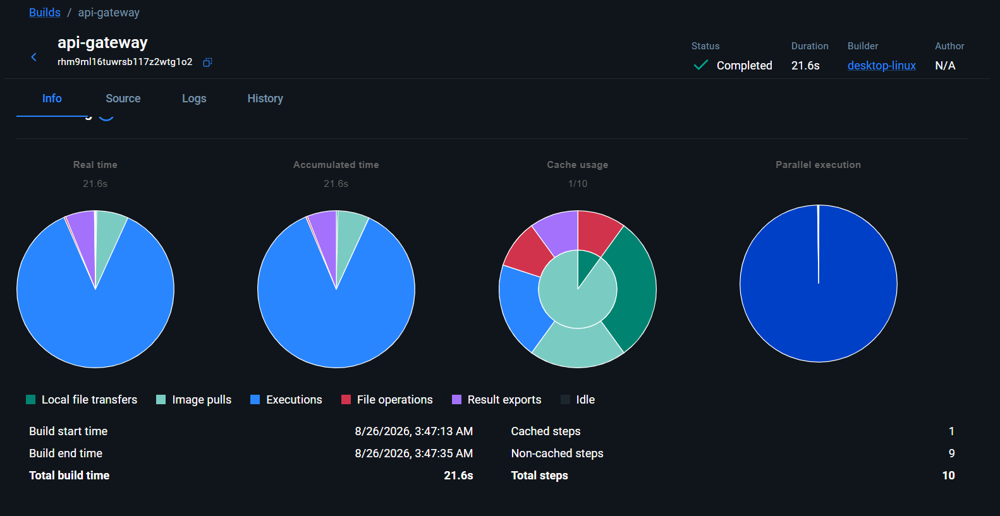 Builds / api-gateway
api-gateway
rhm9ml16tuwrsb117z2wtg1o2
Status Duration Builder Author
Completed 21.6s desktop-linux N/A
Info Source Logs History
Real time Accumulated time Cache usage Parallel execution
21.6s 21.6s 1/10
Local file transfers Image pulls Executions File operations Result exports Idle
Build start time 8/26/2026, 3:47:13 AM Cached steps 1
Build end time 8/26/2026, 3:47:35 AM Non-cached steps 9
Total build time 21.6s Total steps 10